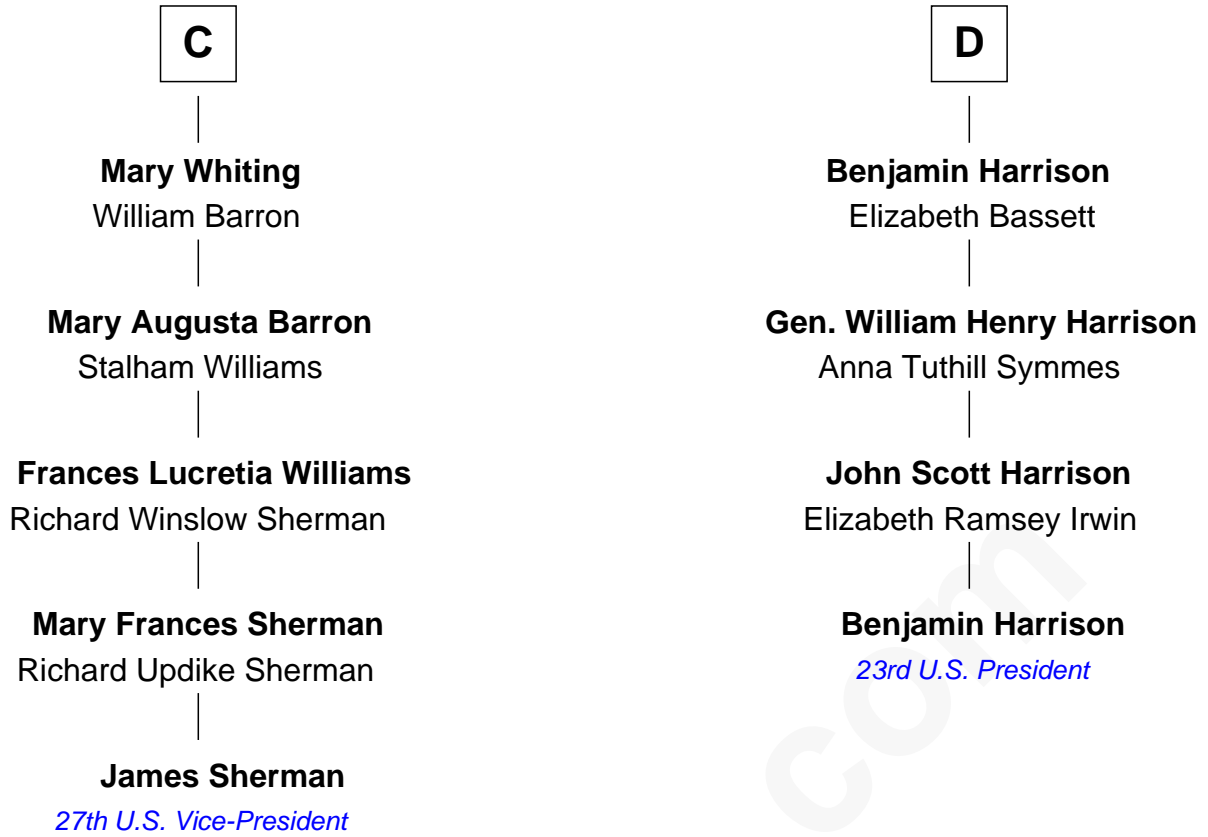 C
Mary Whiting
William Barron
Mary Augusta Barron
Stalham Williams
Frances Lucretia Williams
Richard Winslow Sherman
Mary Frances Sherman
Richard Updike Sherman
James Sherman
27th U.S. Vice-President
D
Benjamin Harrison
Elizabeth Bassett
Gen. William Henry Harrison
Anna Tuthill Symmes
John Scott Harrison
Elizabeth Ramsey Irwin
Benjamin Harrison
23rd U.S. President
com